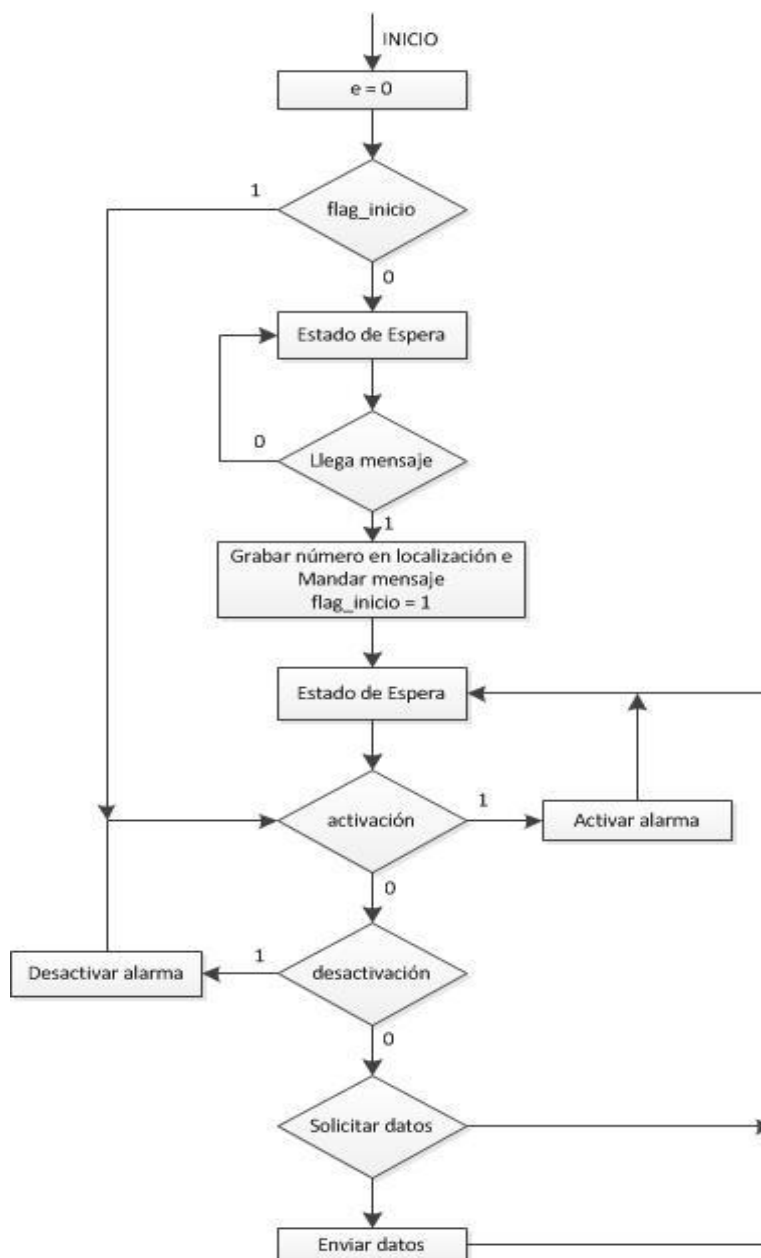 INICIO
e = 0
1
flag_inicio
0
Estado de Espera
0
Llega mensaje
1
Grabar número en localización e
Mandar mensaje
flag_inicio = 1
Estado de Espera
activación
1
Activar alarma
0
Desactivar alarma
1
desactivación
0
Solicitar datos
Enviar datos